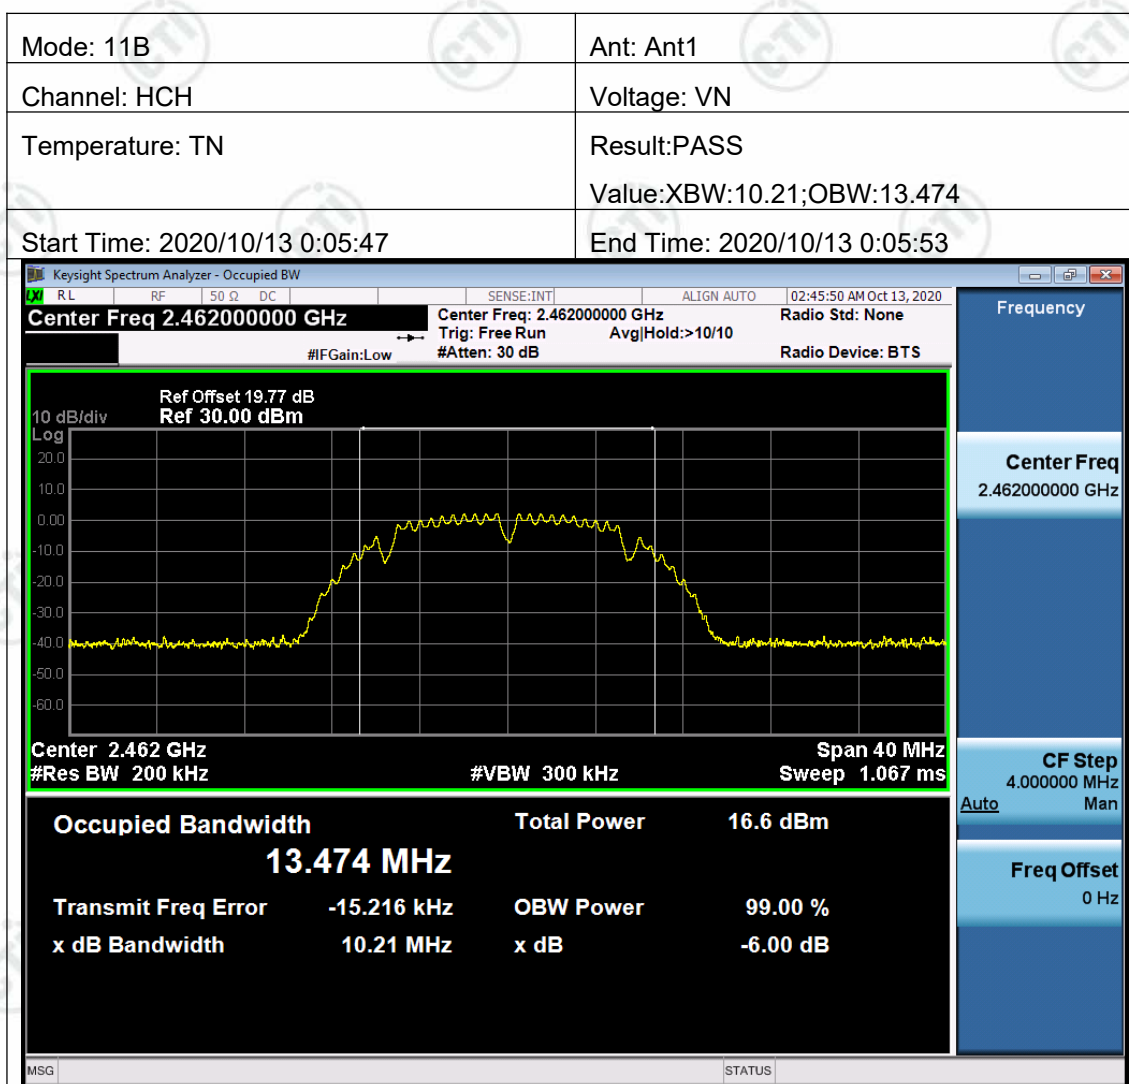 Mode: 11B
Ant: Ant1
Channel: HCH
Voltage: VN
Temperature: TN
Result:PASS
Value:XBW:10.21;OBW:13.474
Start Time: 2020/10/13 0:05:47
End Time: 2020/10/13 0:05:53
Keysight Spectrum Analyzer - Occupied BW
LXI RL RF 50 Ω DC SENSE:INT ALIGN AUTO 02:45:50 AM Oct 13, 2020
Center Freq 2.462000000 GHz
Center Freq: 2.462000000 GHz
Radio Std: None
Trig: Free Run
Avg|Hold:>10/10
#IFGain:Low
#Atten: 30 dB
Radio Device: BTS
Ref Offset 19.77 dB
10 dB/div
Ref 30.00 dBm
Log
20.0
10.0
0.00
-10.0
-20.0
-30.0
-40.0
-50.0
-60.0
Center 2.462 GHz
Span 40 MHz
#Res BW 200 kHz
#VBW 300 kHz
Sweep 1.067 ms
Occupied Bandwidth
Total Power
16.6 dBm
13.474 MHz
Transmit Freq Error
-15.216 kHz
OBW Power
99.00 %
x dB Bandwidth
10.21 MHz
x dB
-6.00 dB
MSG
STATUS
Frequency
Center Freq
2.462000000 GHz
CF Step
4.000000 MHz
Auto Man
Freq Offset
0 Hz
CTI
CTI
CTI
CTI
CTI
CTI
CTI
CTI